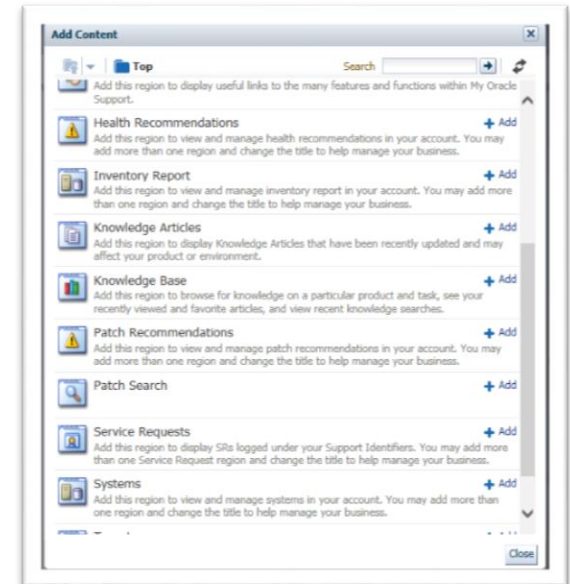 Add Content
Top Search
Add this region to display useful links to the many features and functions within My Oracle
Support.
Health Recommendations Add
Add this region to view and manage health recommendations in your account. You may
add more than one region and change the title to help manage your business.
Inventory Report Add
Add this region to view and manage inventory report in your account. You may add more
than one region and change the title to help manage your business.
Knowledge Articles Add
Add this region to display Knowledge Articles that have been recently updated and may
affect your product or environment.
Knowledge Base Add
Add this region to browse for knowledge on a particular product and task, see your
recently viewed and favorite articles, and view recent knowledge searches.
Patch Recommendations Add
Add this region to view and manage patch recommendations in your account. You may
add more than one region and change the title to help manage your business.
Patch Search Add
Service Requests Add
Add this region to display SRs logged under your Support Identifiers. You may add more
than one Service Request region and change the title to help manage your business.
Systems Add
Add this region to view and manage systems in your account. You may add more than
one region and change the title to help manage your business.
Close